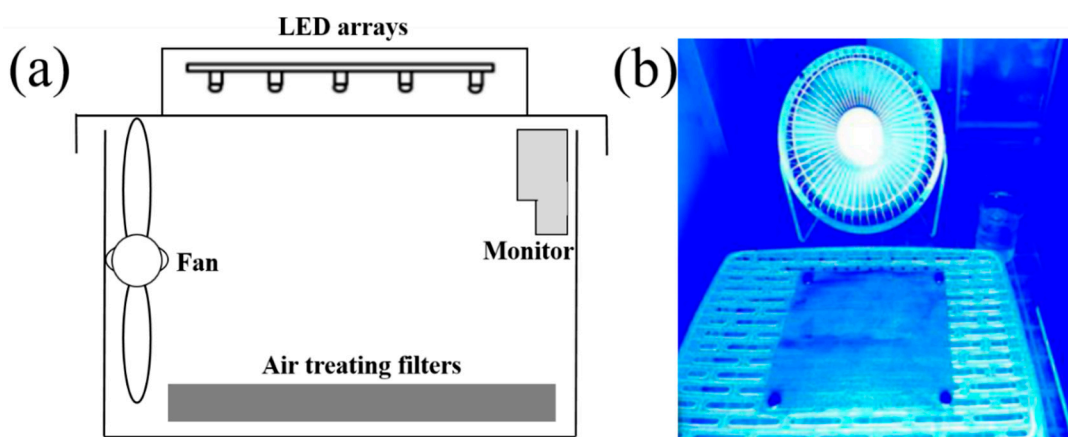 LED arrays
(a)
(b)
Fan
Monitor
Air treating filters